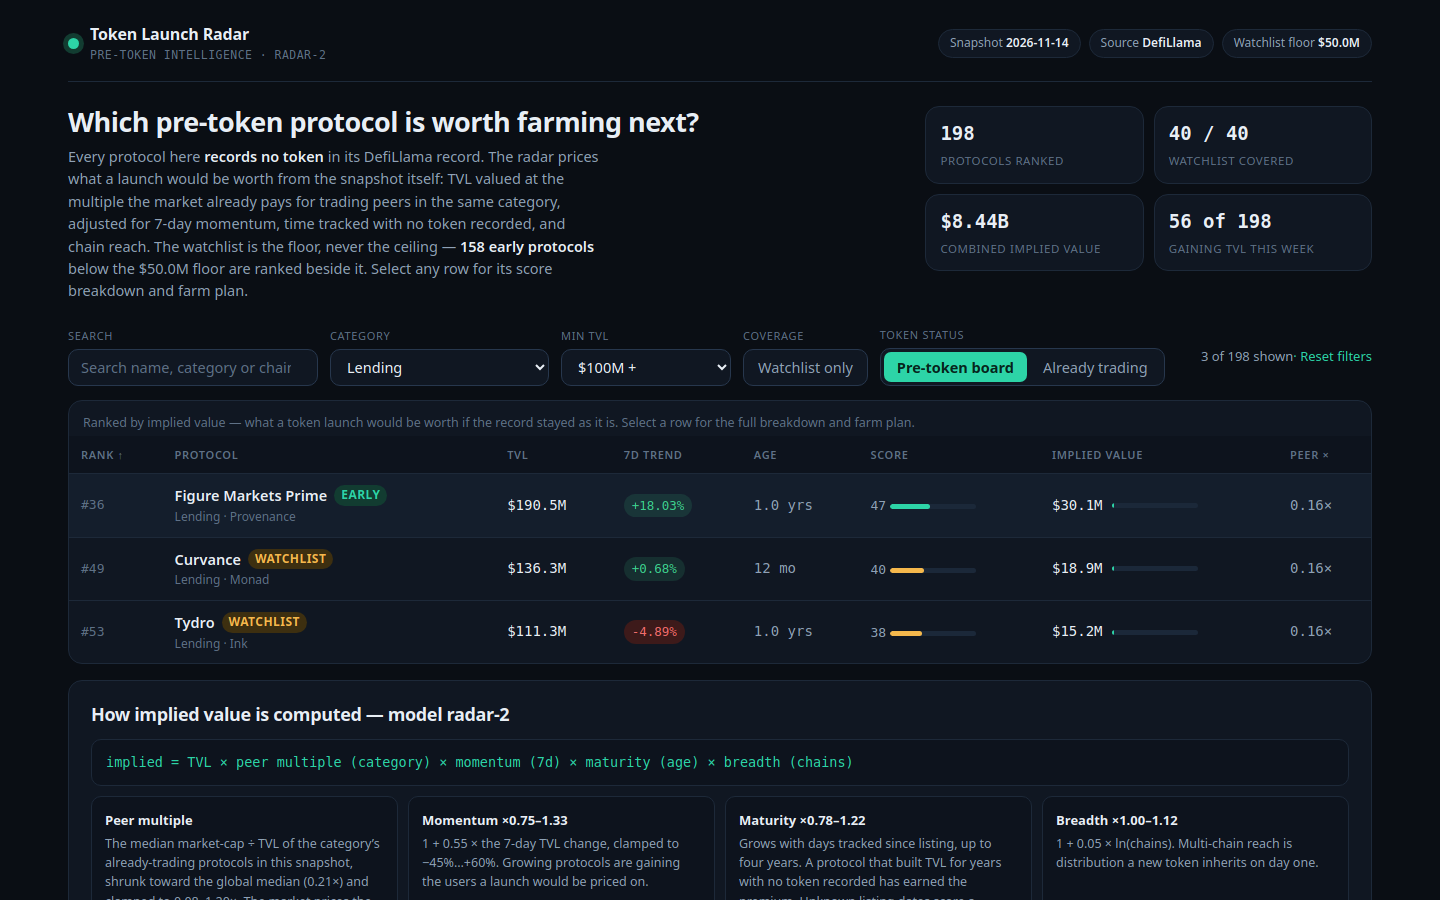 Token Launch Radar
PRE-TOKEN INTELLIGENCE · RADAR-2
Snapshot 2026-11-14
Source DefiLlama
Watchlist floor $50.0M
Which pre-token protocol is worth farming next?
Every protocol here records no token in its DefiLlama record. The radar prices
what a launch would be worth from the snapshot itself: TVL valued at the
multiple the market already pays for trading peers in the same category,
adjusted for 7-day momentum, time tracked with no token recorded, and
chain reach. The watchlist is the floor, never the ceiling — 158 early protocols
below the $50.0M floor are ranked beside it. Select any row for its score
breakdown and farm plan.
198
PROTOCOLS RANKED
40 / 40
WATCHLIST COVERED
$8.44B
COMBINED IMPLIED VALUE
56 of 198
GAINING TVL THIS WEEK
SEARCH
CATEGORY
MIN TVL
COVERAGE
TOKEN STATUS
Search name, category or chain
Lending
$100M +
Watchlist only
Pre-token board
Already trading
3 of 198 shown· Reset filters
Ranked by implied value — what a token launch would be worth if the record stayed as it is. Select a row for the full breakdown and farm plan.
RANK ↑ PROTOCOL TVL 7D TREND AGE SCORE IMPLIED VALUE PEER ×
#36 Figure Markets Prime EARLY $190.5M +18.03% 1.0 yrs 47 $30.1M 0.16×
Lending · Provenance
#49 Curvance WATCHLIST $136.3M +0.68% 12 mo 40 $18.9M 0.16×
Lending · Monad
#53 Tydro WATCHLIST $111.3M -4.89% 1.0 yrs 38 $15.2M 0.16×
Lending · Ink
How implied value is computed — model radar-2
implied = TVL × peer multiple (category) × momentum (7d) × maturity (age) × breadth (chains)
Peer multiple
The median market-cap ÷ TVL of the category's
already-trading protocols in this snapshot,
shrunk toward the global median (0.21×) and
Momentum ×0.75–1.33
1 + 0.55 × the 7-day TVL change, clamped to
−45%…+60%. Growing protocols are gaining
the users a launch would be priced on.
Maturity ×0.78–1.22
Grows with days tracked since listing, up to
four years. A protocol that built TVL for years
with no token recorded has earned the
Breadth ×1.00–1.12
1 + 0.05 × ln(chains). Multi-chain reach is
distribution a new token inherits on day one.